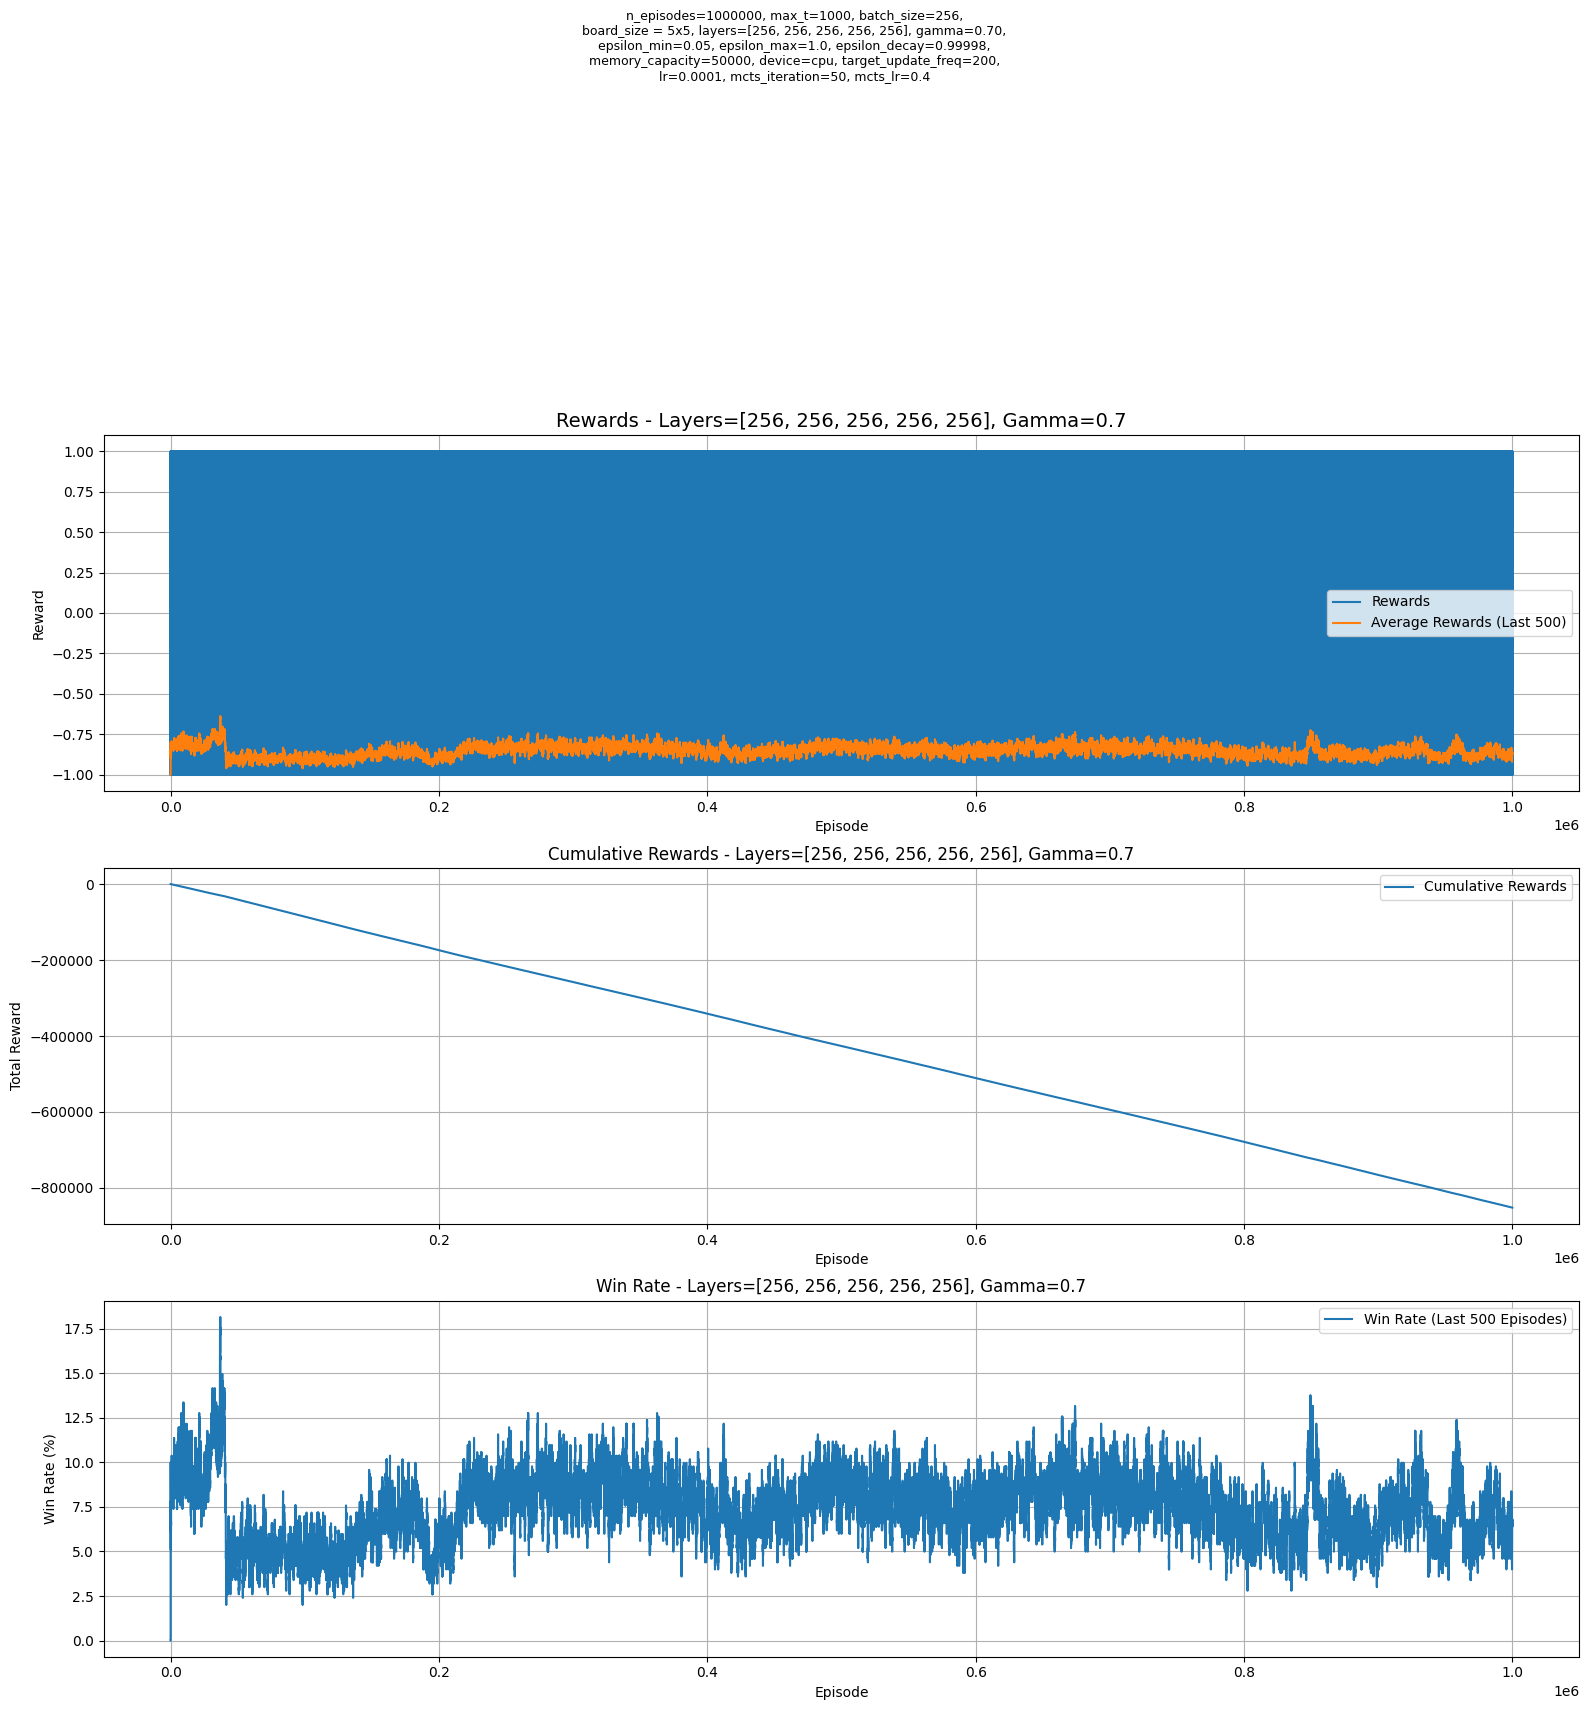 n_episodes=1000000, max_t=1000, batch_size=256,
board_size = 5x5, layers=[256, 256, 256, 256, 256], gamma=0.70,
epsilon_min=0.05, epsilon_max=1.0, epsilon_decay=0.99998,
memory_capacity=50000, device=cpu, target_update_freq=200,
lr=0.0001, mcts_iteration=50, mcts_lr=0.4
Rewards - Layers=[256, 256, 256, 256, 256], Gamma=0.7
1.00
0.75
0.50
0.25
0.00
−0.25
−0.50
−0.75
−1.00
Reward
Rewards
Average Rewards (Last 500)
0.0
0.2
0.4
0.6
0.8
1.0
1e6
Episode
Cumulative Rewards - Layers=[256, 256, 256, 256, 256], Gamma=0.7
0
−200000
−400000
−600000
−800000
Total Reward
Cumulative Rewards
0.0
0.2
0.4
0.6
0.8
1.0
1e6
Episode
Win Rate - Layers=[256, 256, 256, 256, 256], Gamma=0.7
17.5
15.0
12.5
10.0
7.5
5.0
2.5
0.0
Win Rate (%)
Win Rate (Last 500 Episodes)
0.0
0.2
0.4
0.6
0.8
1.0
1e6
Episode